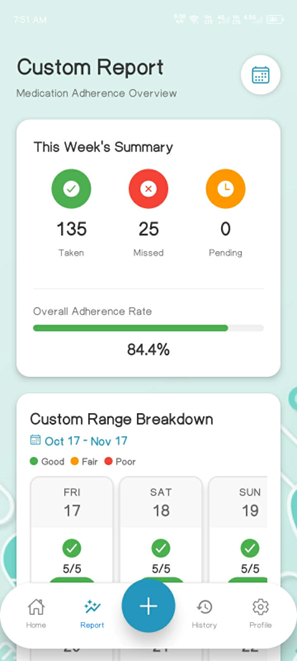 7:51 AM
Custom Report
Medication Adherence Overview
This Week's Summary
135 25 0
Taken Missed Pending
Overall Adherence Rate
84.4%
Custom Range Breakdown
Oct 17 - Nov 17
Good Fair Poor
FRI SAT SUN
17 18 19
5/5 5/5 5/5
Home Report History Profile